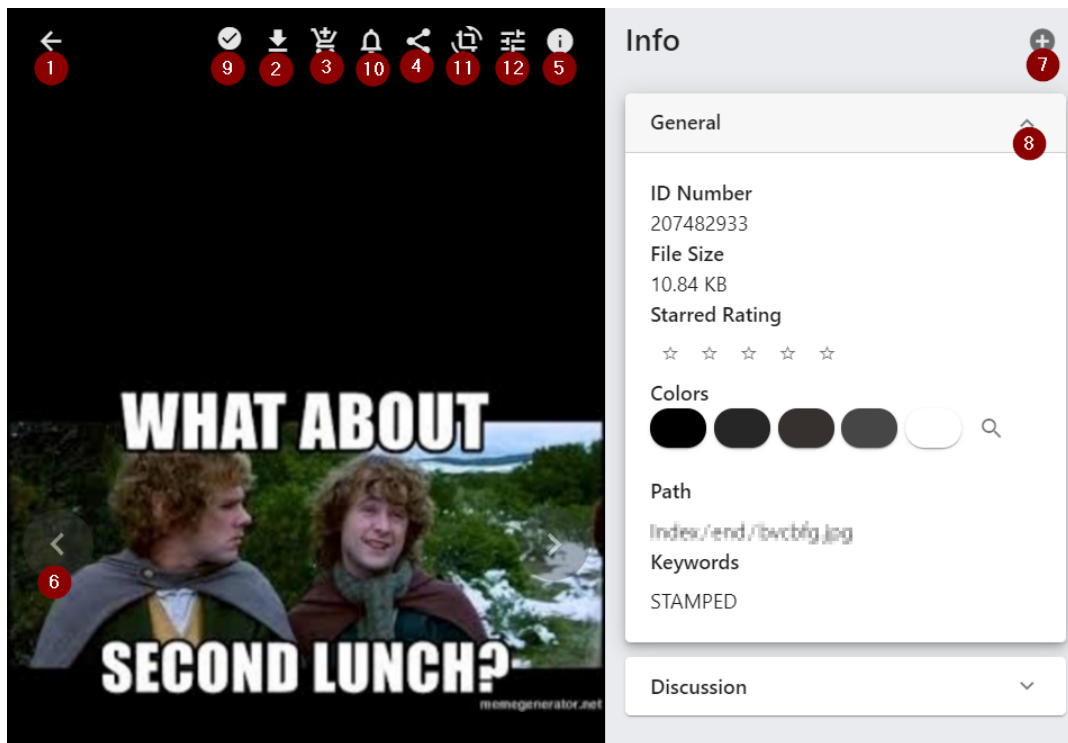 1
9
2
3
10
4
11
12
5
Info
7
General
8
ID Number
207482933
File Size
10.84 KB
Starred Rating
Colors
WHAT ABOUT
Path
6
Keywords
STAMPED
SECOND LUNCH?
memegenerator.net
Discussion